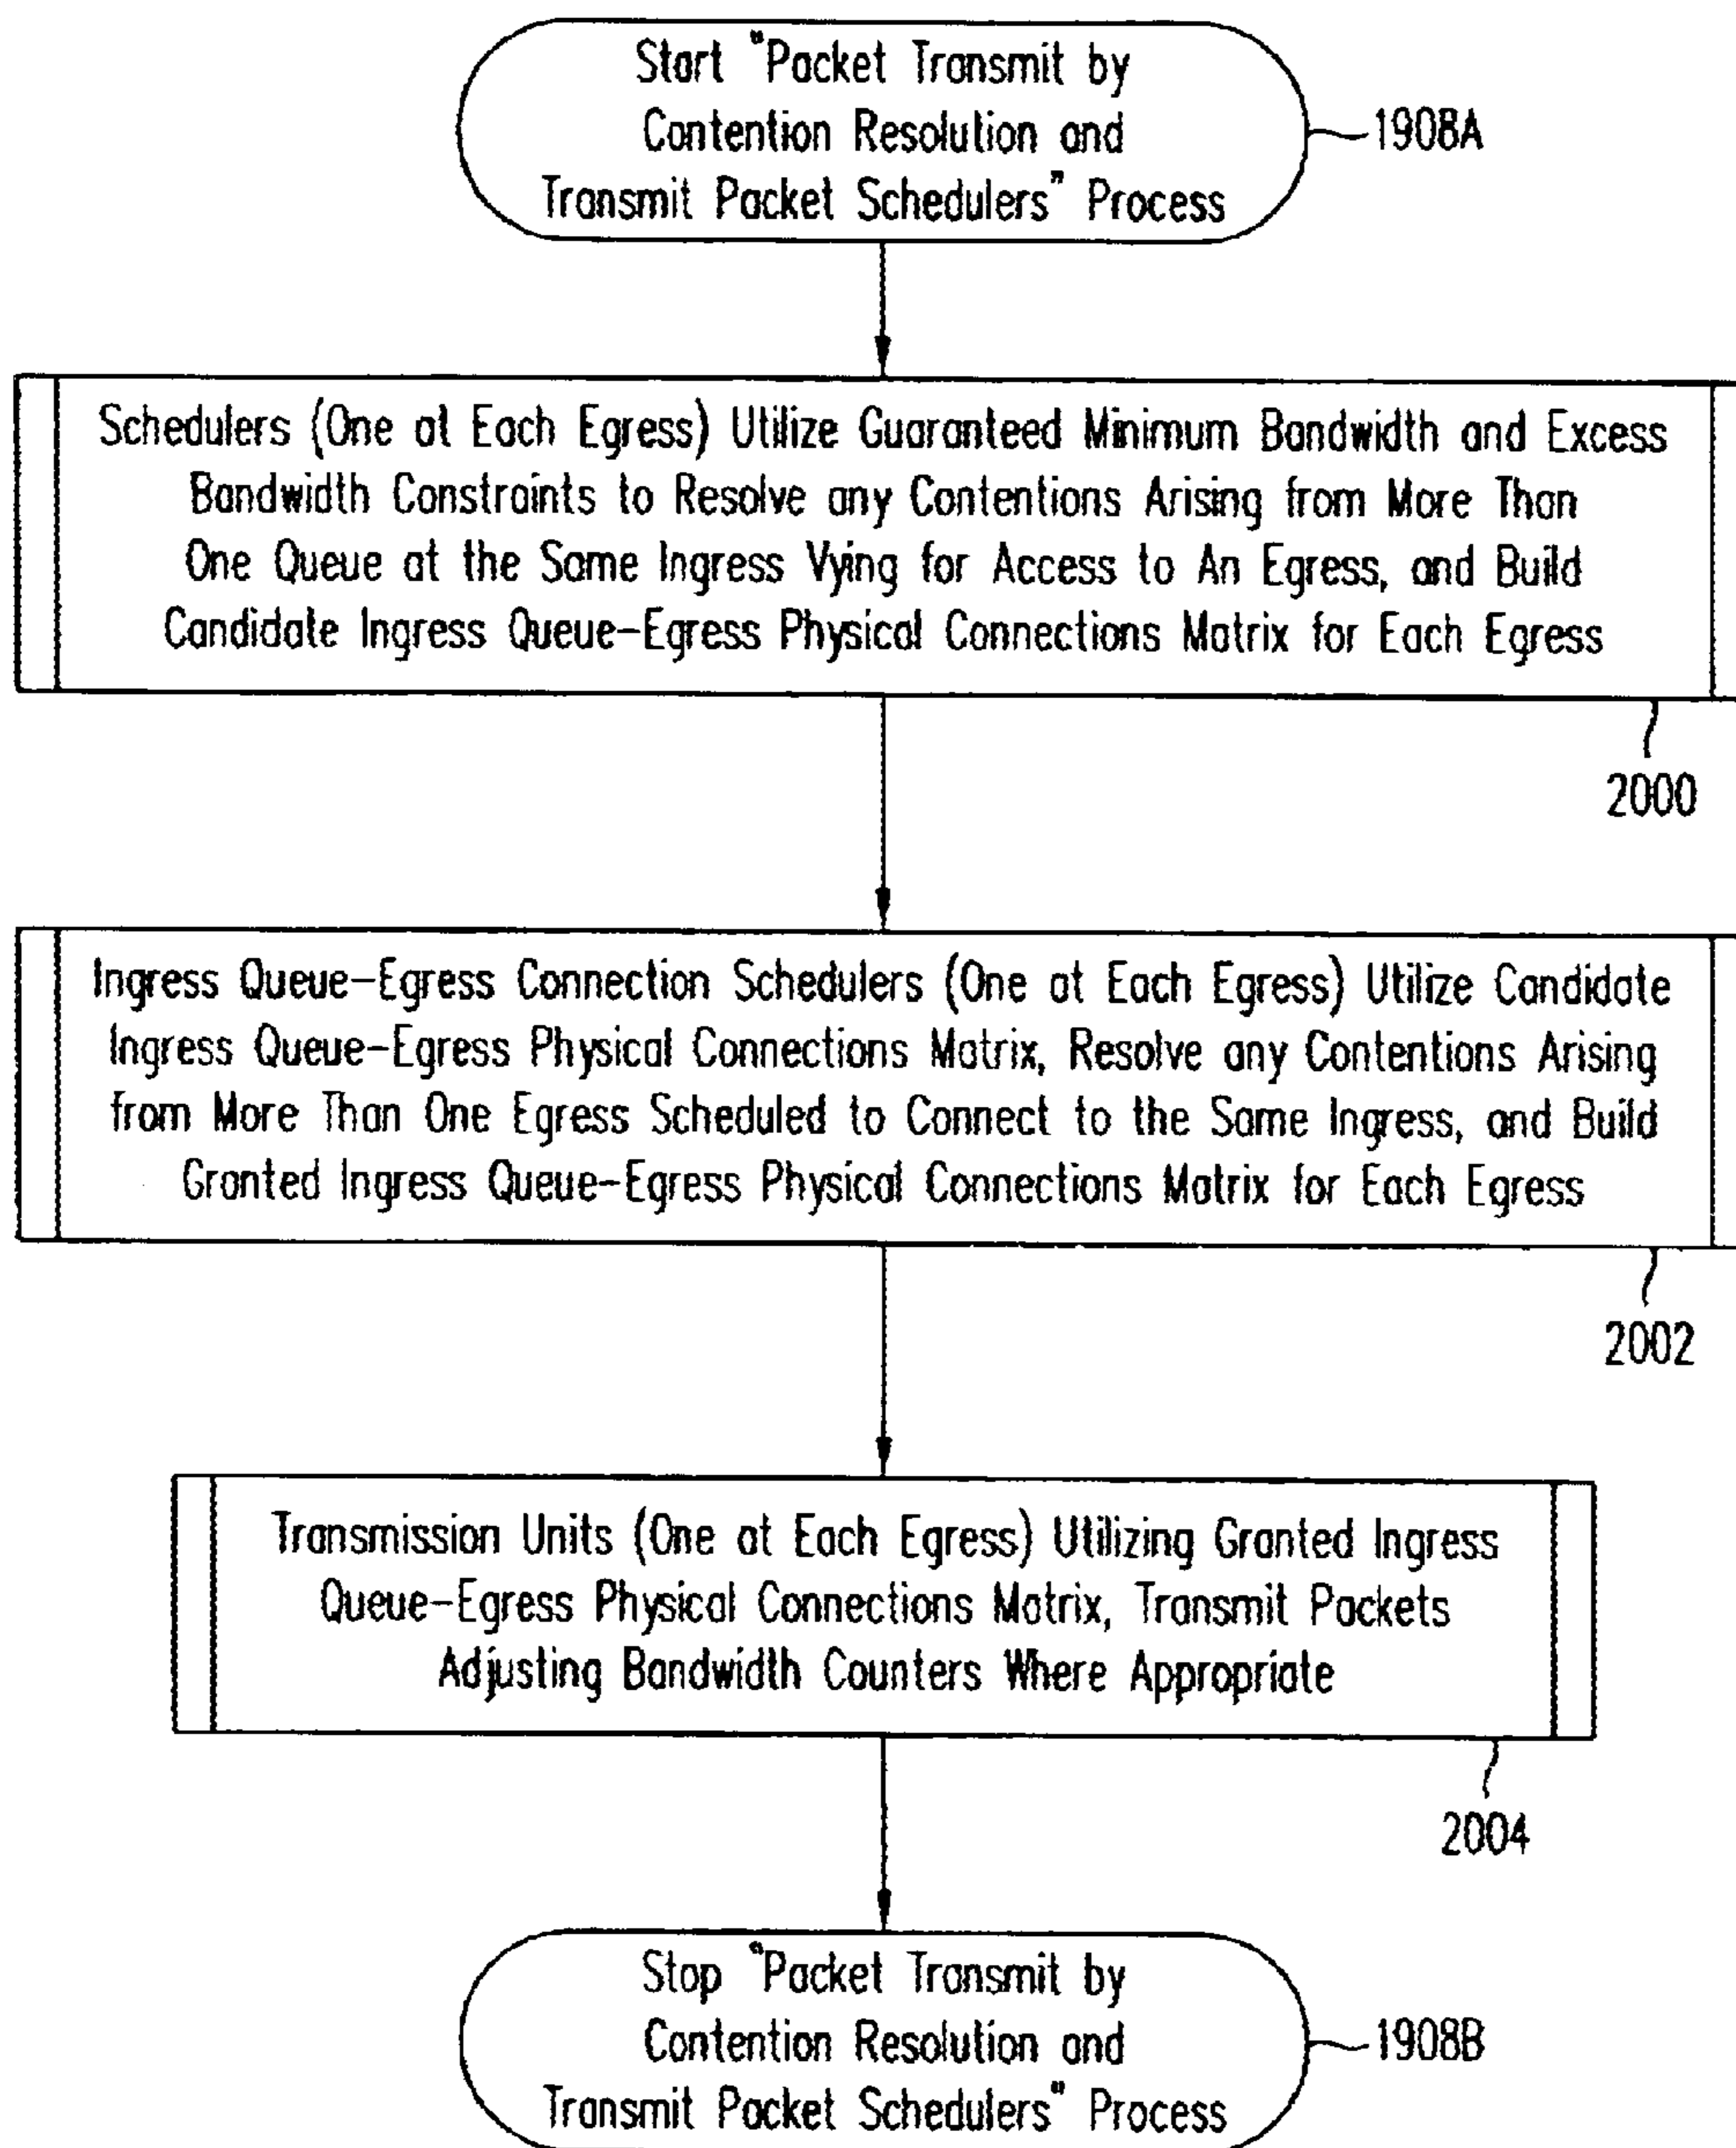 Start "Packet Transmit by
Contention Resolution and
Transmit Packet Schedulers" Process
1908A
Schedulers (One at Each Egress) Utilize Guaranteed Minimum Bandwidth and Excess
Bandwidth Constraints to Resolve any Contentions Arising from More Than
One Queue at the Same Ingress Vying for Access to An Egress, and Build
Candidate Ingress Queue-Egress Physical Connections Matrix for Each Egress
2000
Ingress Queue-Egress Connection Schedulers (One at Each Egress) Utilize Candidate
Ingress Queue-Egress Physical Connections Matrix, Resolve any Contentions Arising
from More Than One Egress Scheduled to Connect to the Same Ingress, and Build
Granted Ingress Queue-Egress Physical Connections Matrix for Each Egress
2002
Transmission Units (One at Each Egress) Utilizing Granted Ingress
Queue-Egress Physical Connections Matrix, Transmit Packets
Adjusting Bandwidth Counters Where Appropriate
2004
Stop "Packet Transmit by
Contention Resolution and
Transmit Packet Schedulers" Process
1908B